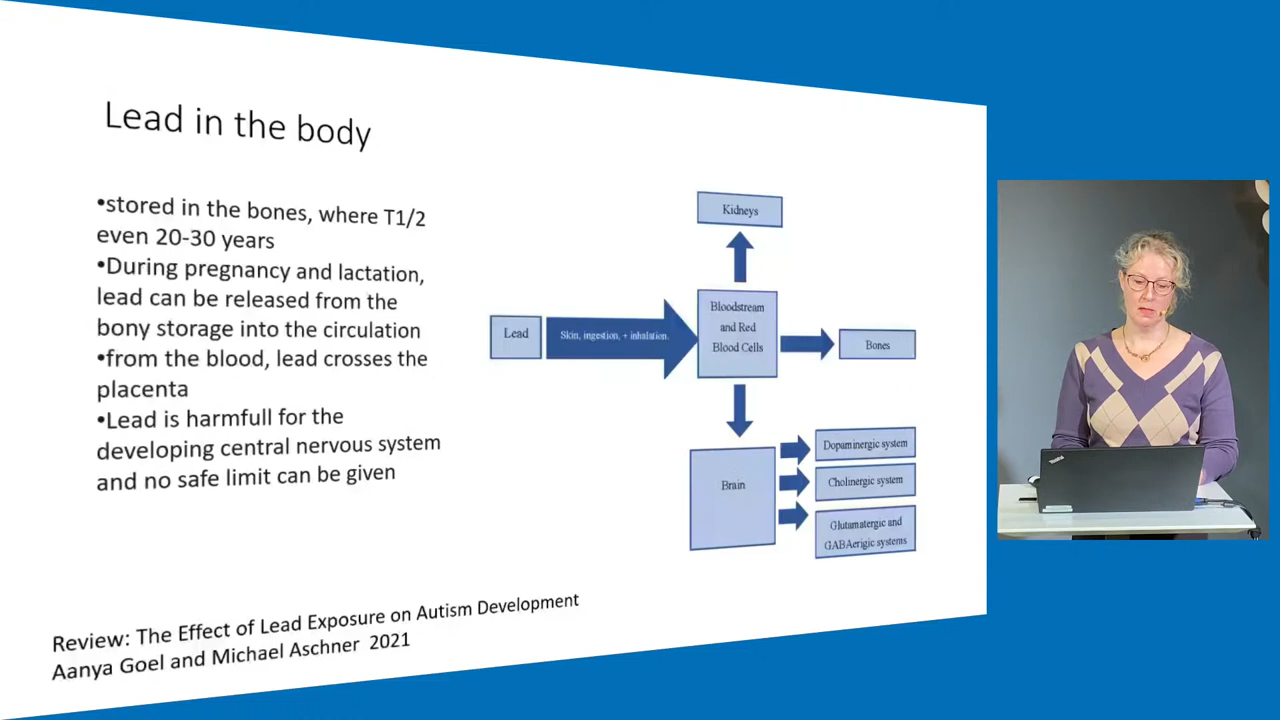 Lead in the body
•stored in the bones, where T1/2
even 20-30 years
•During pregnancy and lactation,
lead can be released from the
bony storage into the circulation
•from the blood, lead crosses the
placenta
•Lead is harmfull for the
developing central nervous system
and no safe limit can be given
Kidneys
Lead
Skin, ingestion, + inhalation.
Bloodstream
and Red
Blood Cells
Bones
Brain
Dopaminergic system
Cholinergic system
Glutamatergic and
GABAerigic systems
Review: The Effect of Lead Exposure on Autism Development
Aanya Goel and Michael Aschner 2021